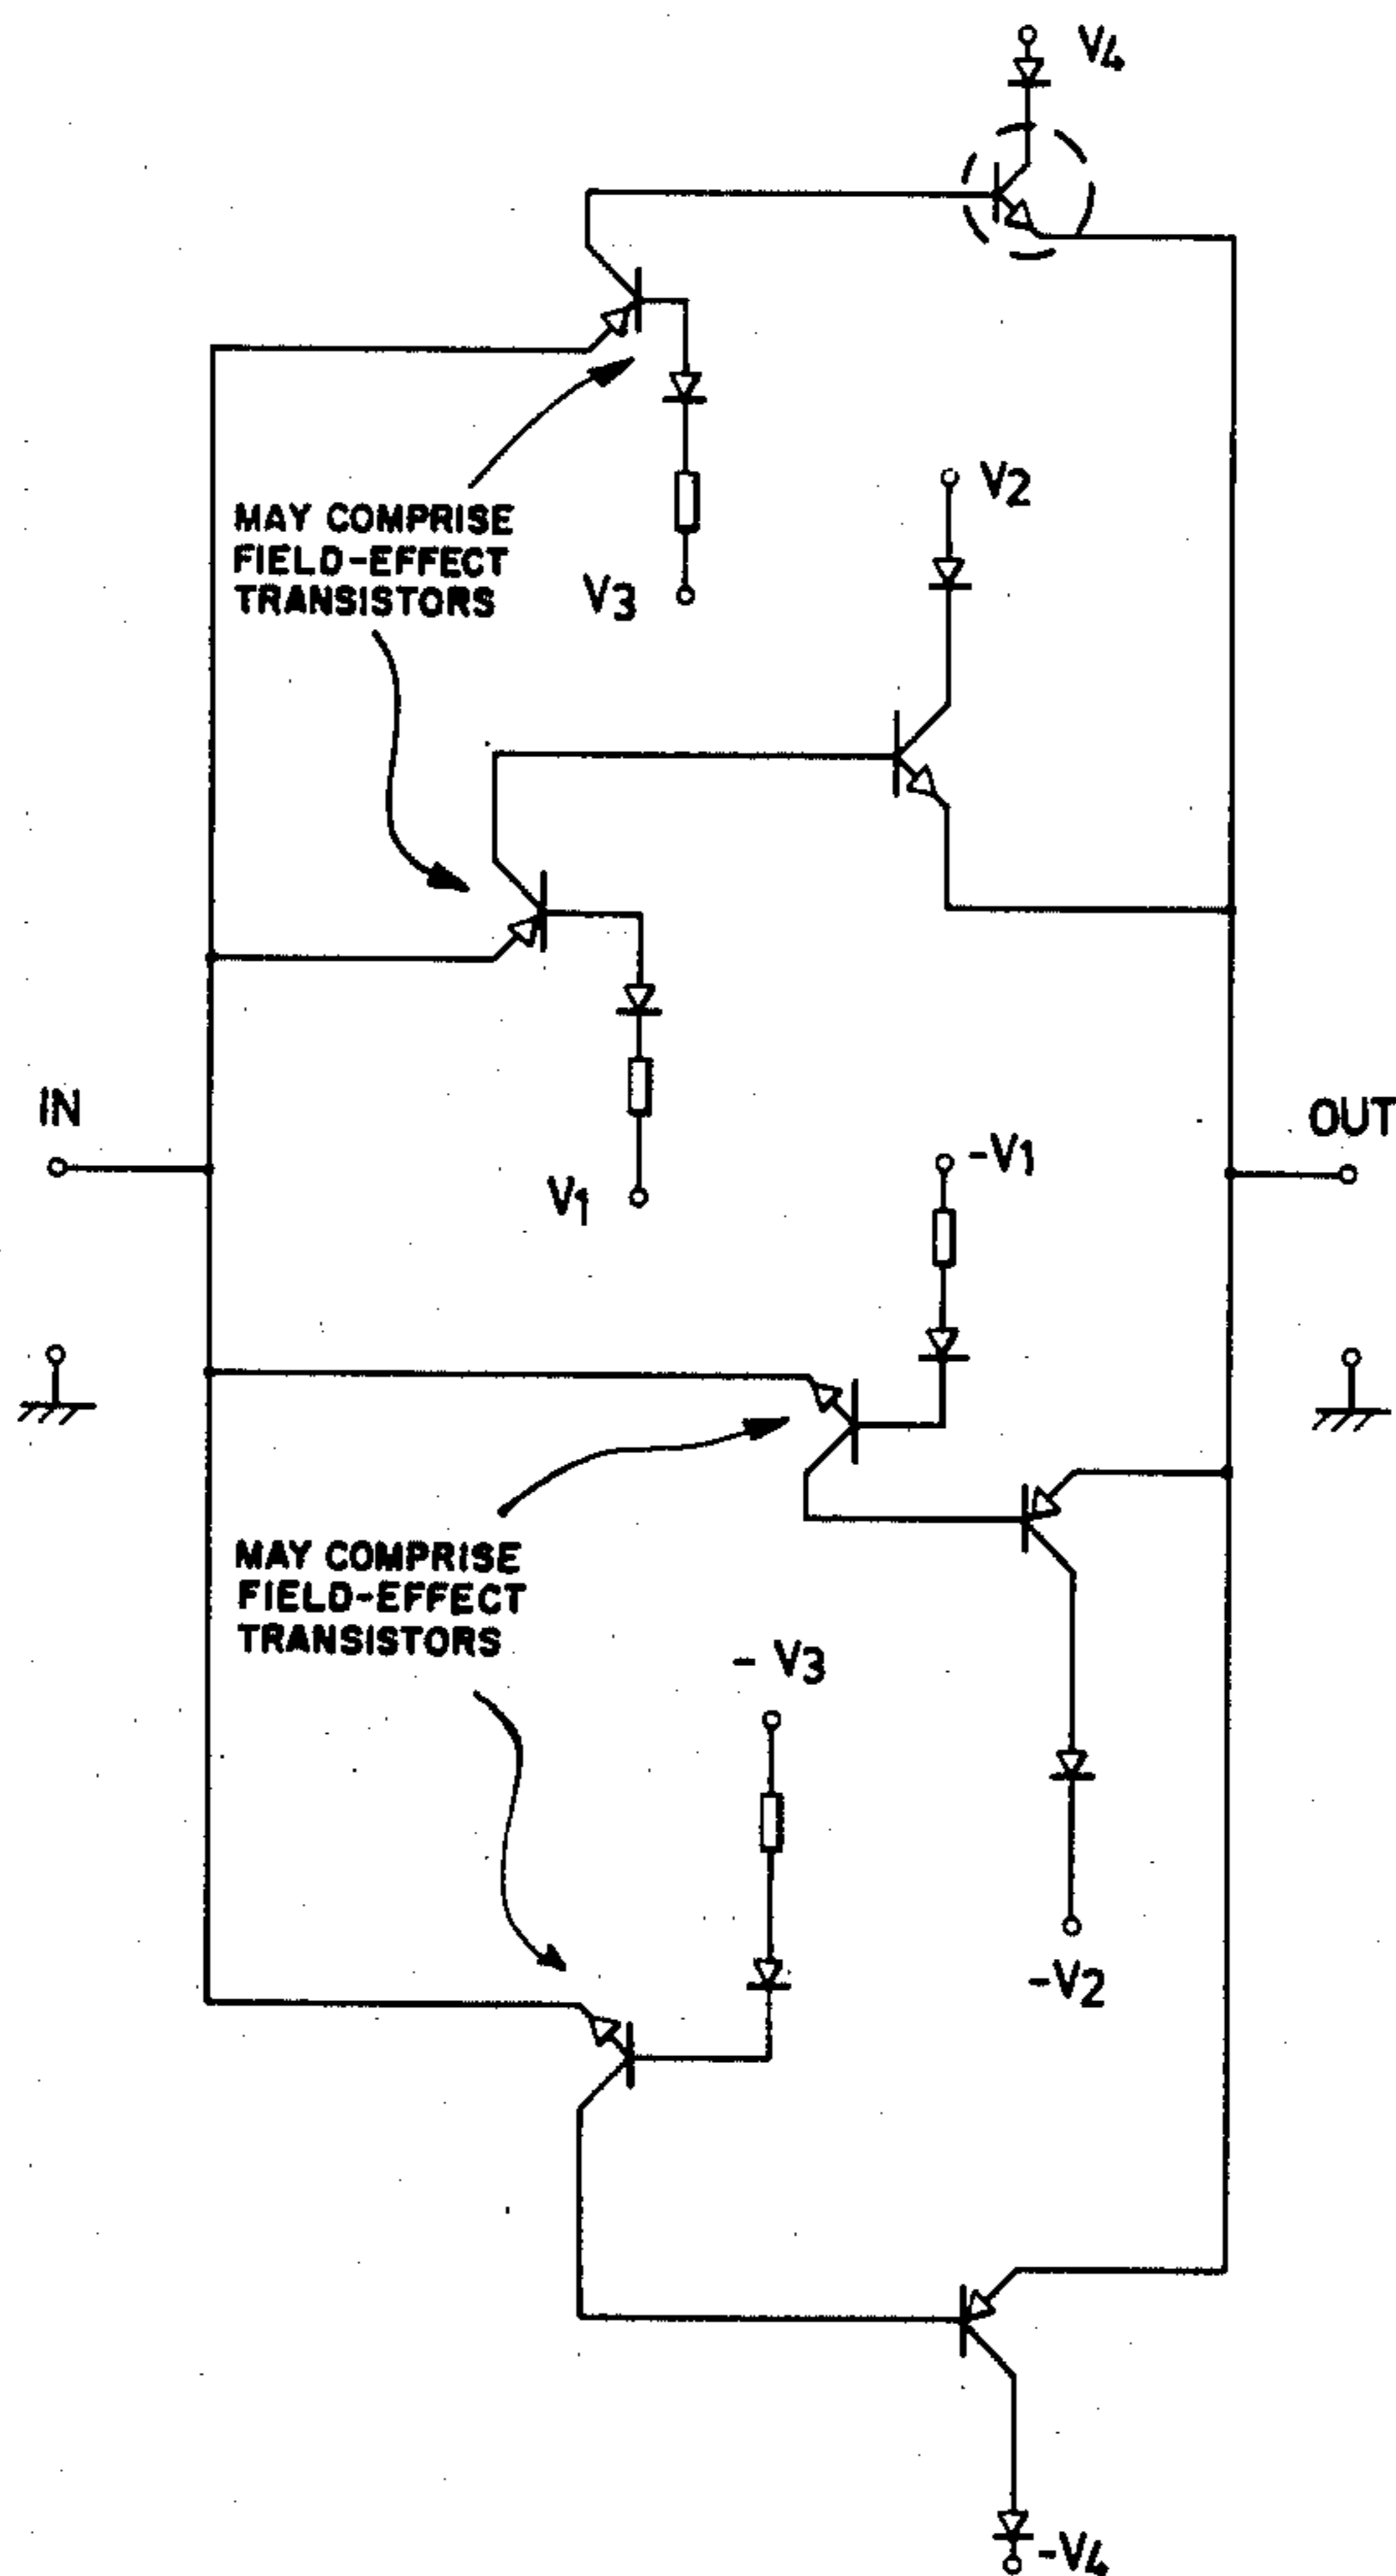 V4
V2
MAY COMPRISE
FIELD-EFFECT
TRANSISTORS
V3
IN
OUT
-V1
V1
MAY COMPRISE
FIELD-EFFECT
TRANSISTORS
- V3
-V2
-V4